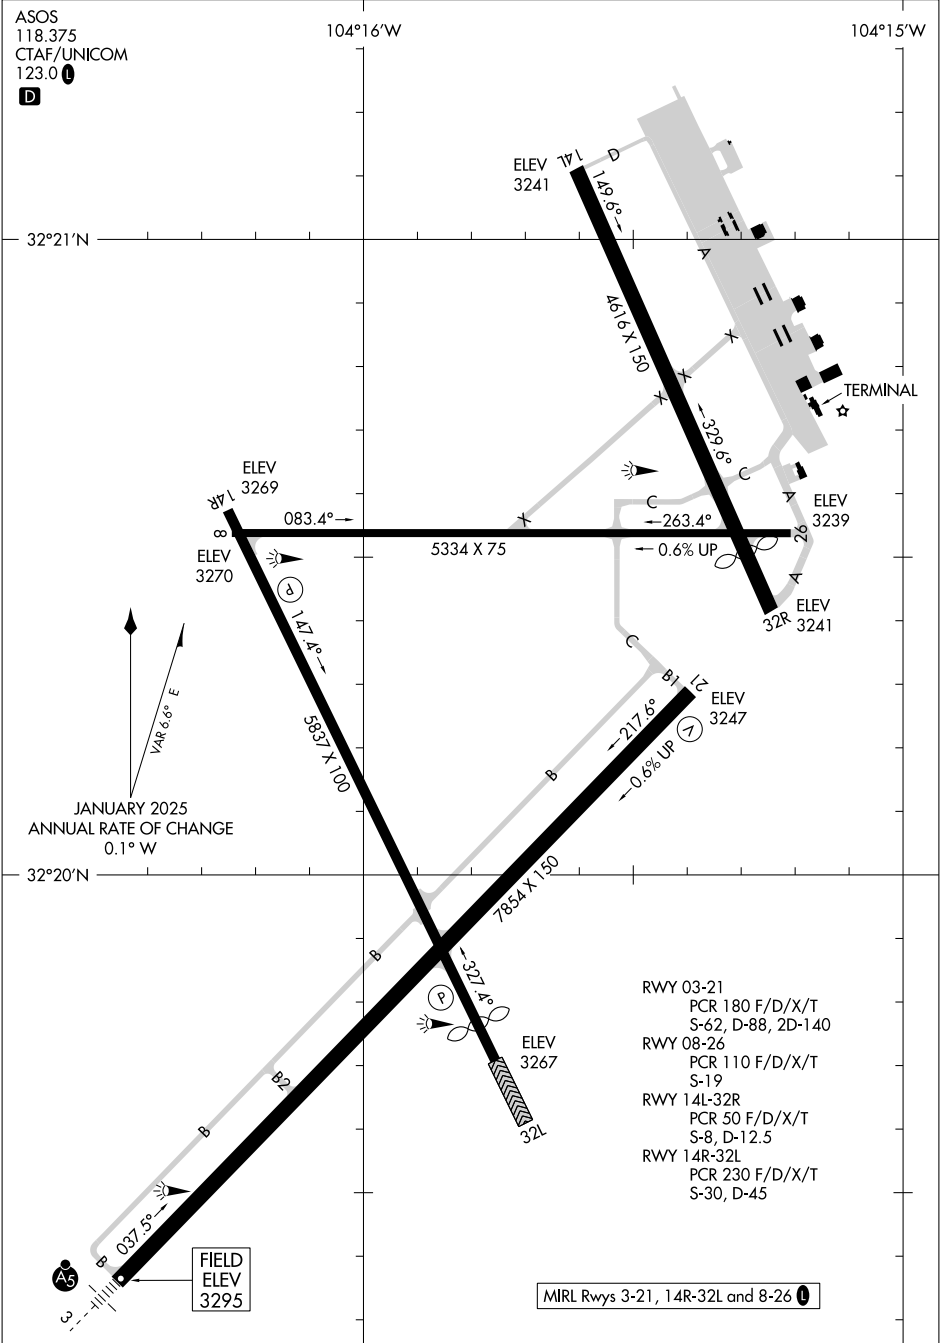 ASOS
118.375
CTAF/UNICOM
123.0 L
D
104°16'W
104°15'W
ELEV
3241
14L
D
149.6°
32°21'N
A
4616 X 150
X
X
X
TERMINAL
329.6°
ELEV
3269
14R
C
C
A
ELEV
3239
083.4°
X
263.4°
8
26
5334 X 75
0.6% UP
ELEV
3270
P
A
147.4°
32R
ELEV
3241
C
B1
21
ELEV
3247
217.6°
V
0.6% UP
VAR 6.6° E
5837 X 100
B
JANUARY 2025
ANNUAL RATE OF CHANGE
0.1° W
32°20'N
7854 X 150
B
327.4°
P
ELEV
3267
32L
RWY 03-21
PCR 180 F/D/X/T
S-62, D-88, 2D-140
RWY 08-26
PCR 110 F/D/X/T
S-19
RWY 14L-32R
PCR 50 F/D/X/T
S-8, D-12.5
RWY 14R-32L
PCR 230 F/D/X/T
S-30, D-45
B2
B
037.5°
B
A5
FIELD
ELEV
3295
3
MIRL Rwys 3-21, 14R-32L and 8-26 L